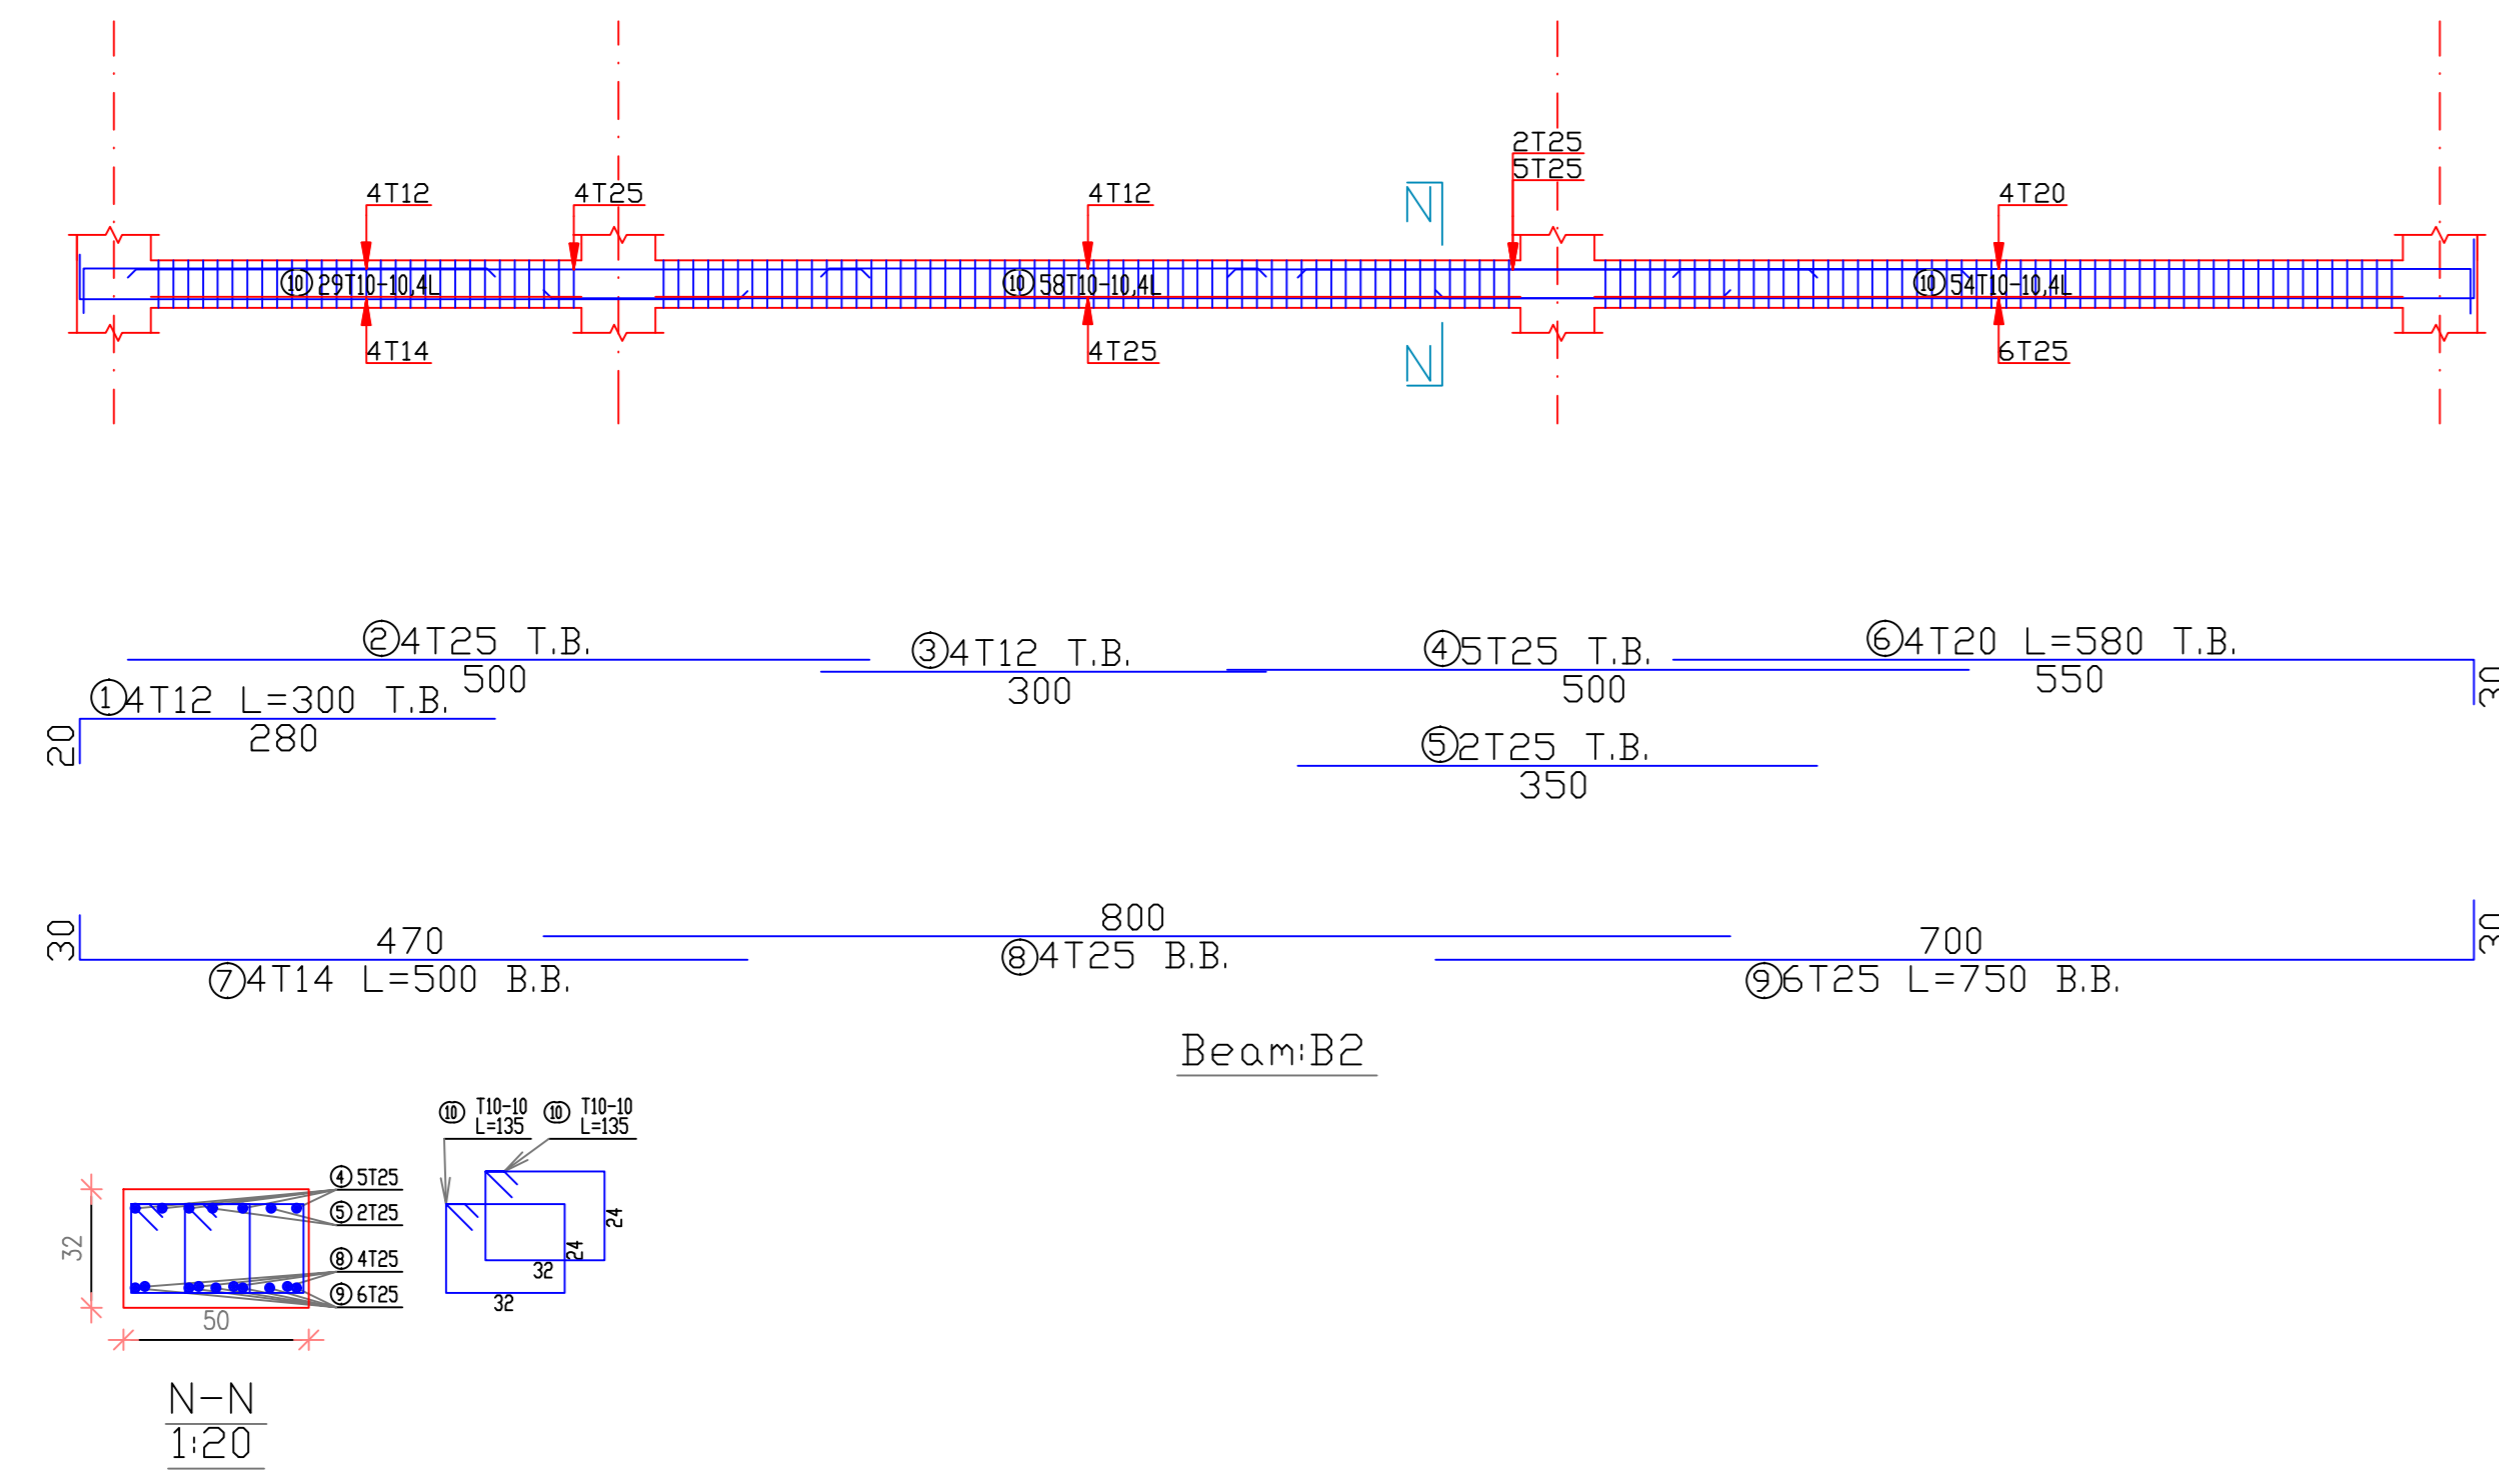 2T25
5T25
4T12
4T25
4T12
4T20
N
⑩ 29T10-10,4L
⑩ 58T10-10,4L
⑩ 54T10-10,4L
4T14
4T25
6T25
N
②4T25 T.B.
500
③4T12 T.B.
300
④5T25 T.B.
500
⑥4T20 L=580 T.B.
550
30
①4T12 L=300 T.B.
280
20
⑤2T25 T.B.
350
30
470
⑦4T14 L=500 B.B.
800
⑧4T25 B.B.
700
⑨6T25 L=750 B.B.
30
Beam:B2
⑩ T10-10
L=135
⑩ T10-10
L=135
④ 5T25
⑤ 2T25
⑧ 4T25
⑨ 6T25
32
50
24
24
32
32
N-N
1:20